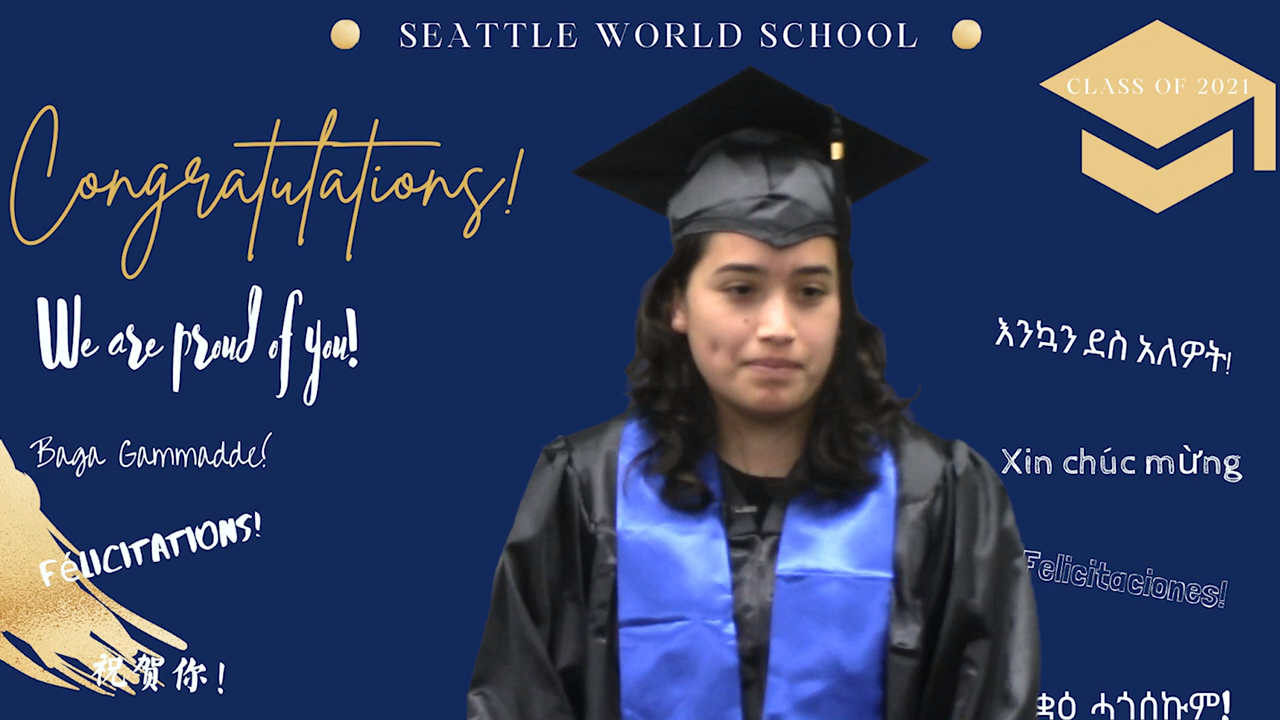 SEATTLE WORLD SCHOOL
CLASS OF 2021
Congratulations!
We are proud of you!
Baga Gammadde!
FéLICITATIONS!
祝贺你!
እንኳን ደስ አለዎት!
Xin chúc mừng
Felicitaciones!
ሓጎሰኩም!